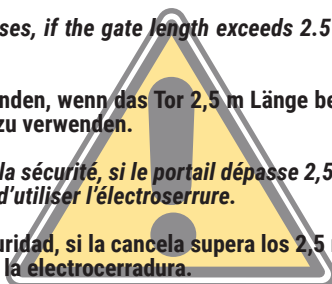 ses, if the gate length exceeds 2.5
nden, wenn das Tor 2,5 m Länge be
zu verwenden.
la sécurité, si le portail dépasse 2,5
d'utiliser l'électroserrure.
uridad, si la cancela supera los 2,5
la electrocerradura.